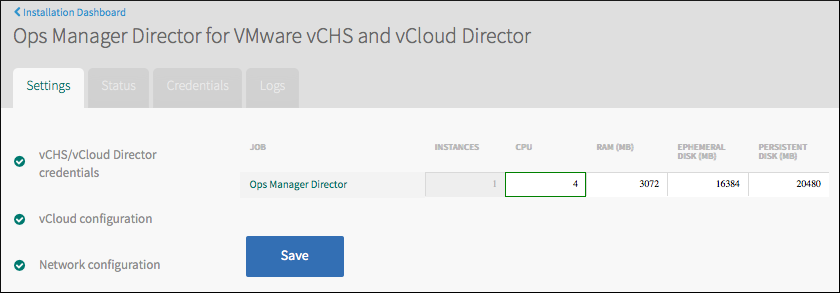 Installation Dashboard
Ops Manager Director for VMware vCHS and vCloud Director
Settings Status Credentials Logs
vCHS/vCloud Director
credentials
vCloud configuration
Network configuration
JOB INSTANCES CPU RAM (MB) EPHEMERAL DISK (MB) PERSISTENT DISK (MB)
Ops Manager Director 1 4 3072 16384 20480
Save